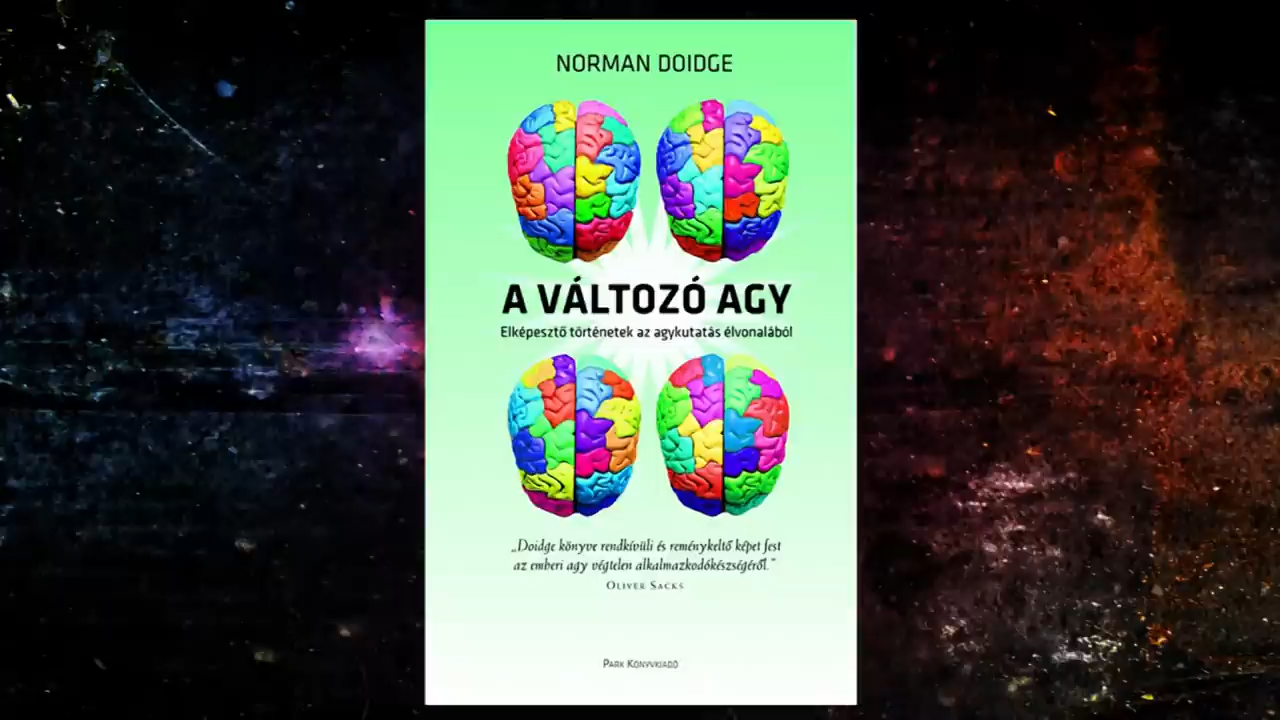 NORMAN DOIDGE
A VÁLTOZÓ AGY
Elképesztő történetek az agykutatás élvonalából
„Doidge könyve rendkívüli és reménykeltő képet fest
az emberi agy végtelen alkalmazkodókészségéről.”
OLIVER SACKS
PARK KÖNYVKIADÓ